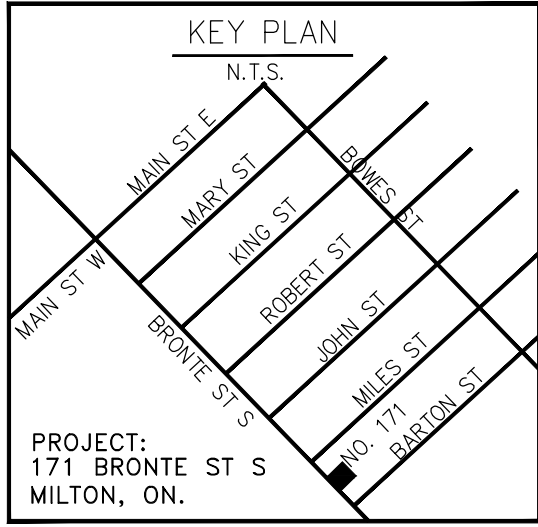 KEY PLAN
N.T.S.
MAIN ST E
MARY ST
BOWES ST
KING ST
MAIN ST W
ROBERT ST
BRONTE ST S
JOHN ST
MILES ST
NO. 171
BARTON ST
PROJECT:
171 BRONTE ST S
MILTON, ON.